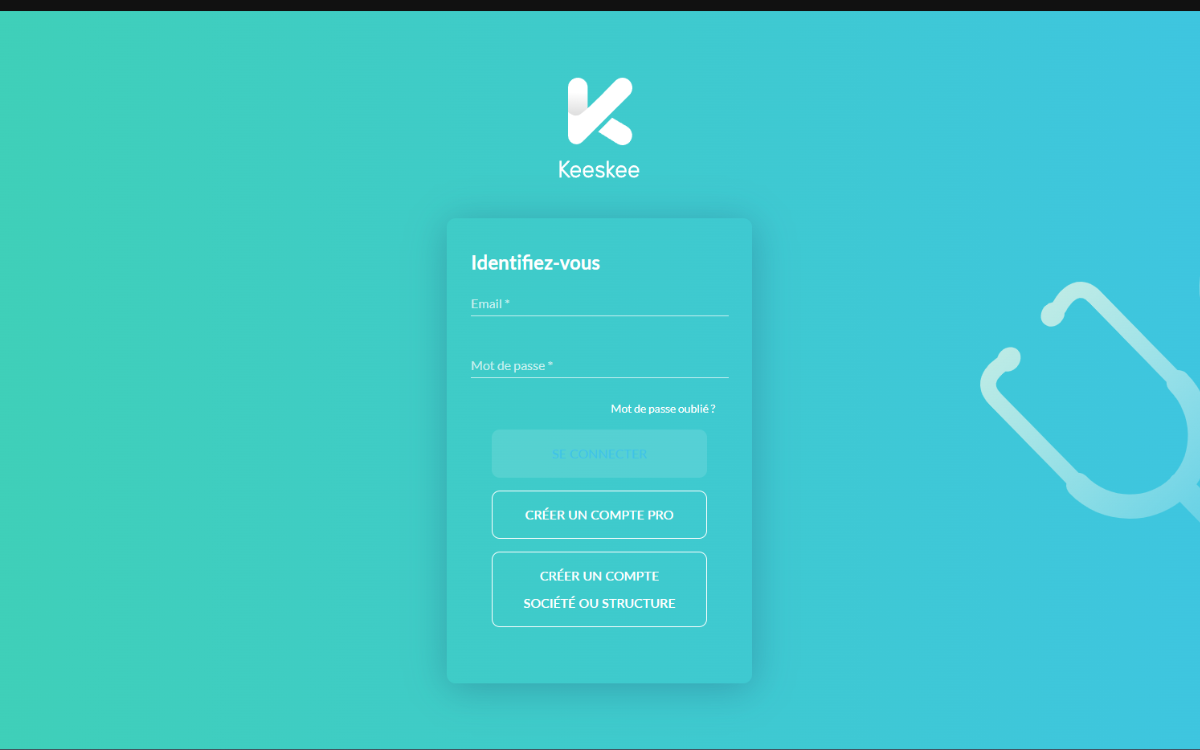 Keeskee
Identifiez-vous
Email *
Mot de passe *
Mot de passe oublié ?
SE CONNECTER
CRÉER UN COMPTE PRO
CRÉER UN COMPTE
SOCIÉTÉ OU STRUCTURE